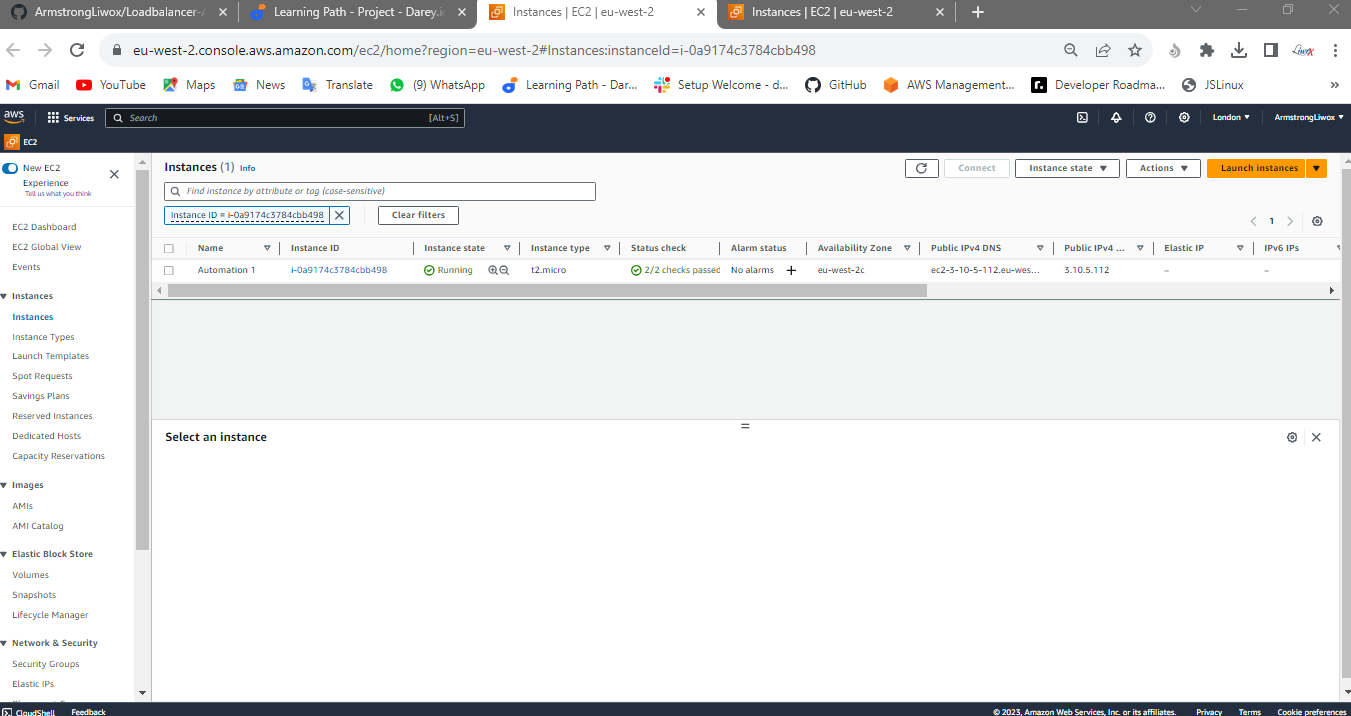 ArmstrongLiwox/Loadbalancer-A
Learning Path - Project - Darey.i
Instances | EC2 | eu-west-2
Instances | EC2 | eu-west-2
eu-west-2.console.aws.amazon.com/ec2/home?region=eu-west-2#Instances:instanceId=i-0a9174c3784cbb498
Gmail
YouTube
Maps
News
Translate
(9) WhatsApp
Learning Path - Dar...
Setup Welcome - d...
GitHub
AWS Management...
Developer Roadma...
JSLinux
aws
Services
Search
[Alt+S]
London
ArmstrongLiwox
EC2
New EC2
Experience
Tell us what you think
EC2 Dashboard
EC2 Global View
Events
Instances
Instances
Instance Types
Launch Templates
Spot Requests
Savings Plans
Reserved Instances
Dedicated Hosts
Capacity Reservations
Images
AMIs
AMI Catalog
Elastic Block Store
Volumes
Snapshots
Lifecycle Manager
Network & Security
Security Groups
Elastic IPs
Instances (1) Info
Connect
Instance state
Actions
Launch instances
Find instance by attribute or tag (case-sensitive)
Instance ID = i-0a9174c3784cbb498
Clear filters
1
Name
Instance ID
Instance state
Instance type
Status check
Alarm status
Availability Zone
Public IPv4 DNS
Public IPv4 ...
Elastic IP
IPv6 IPs
Automation 1
i-0a9174c3784cbb498
Running
t2.micro
2/2 checks passed
No alarms
eu-west-2c
ec2-3-10-5-112.eu-wes...
3.10.5.112
–
–
Select an instance
CloudShell
Feedback
© 2023, Amazon Web Services, Inc. or its affiliates.
Privacy
Terms
Cookie preferences